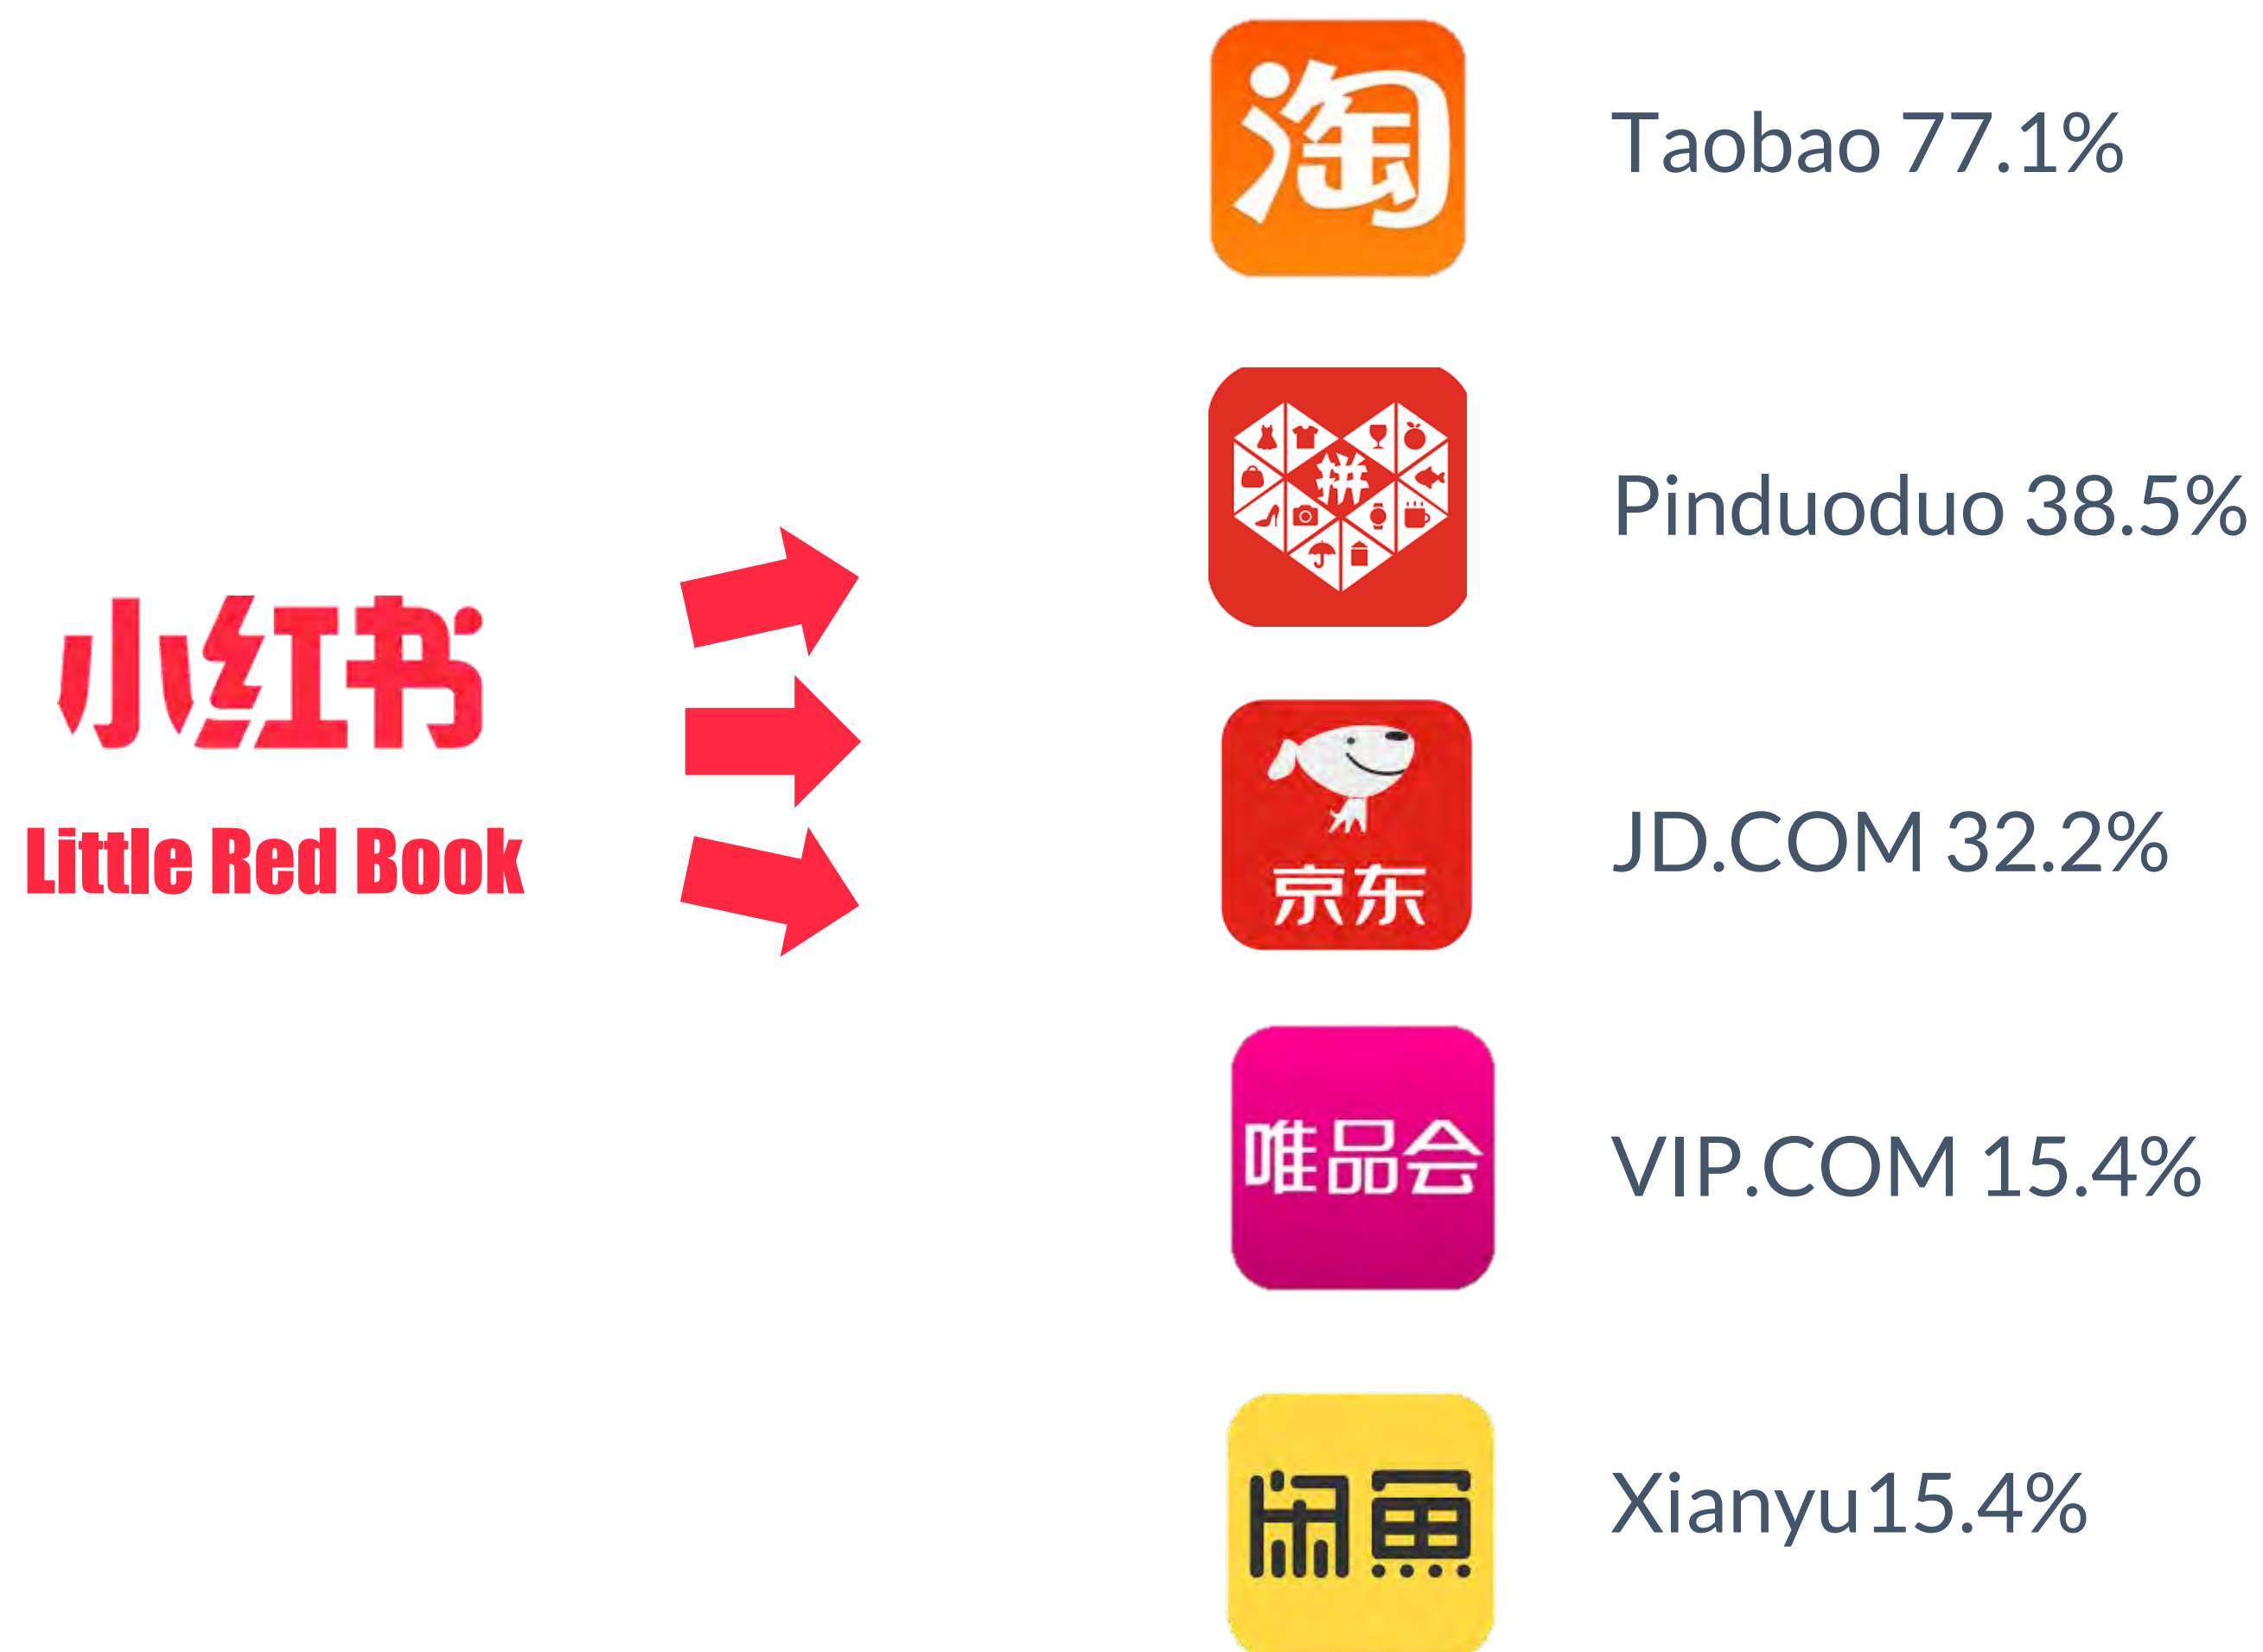 小红书
Little Red Book
淘
Taobao 77.1%
拼
Pinduoduo 38.5%
京东
JD.COM 32.2%
唯品会
VIP.COM 15.4%
闲鱼
Xianyu15.4%